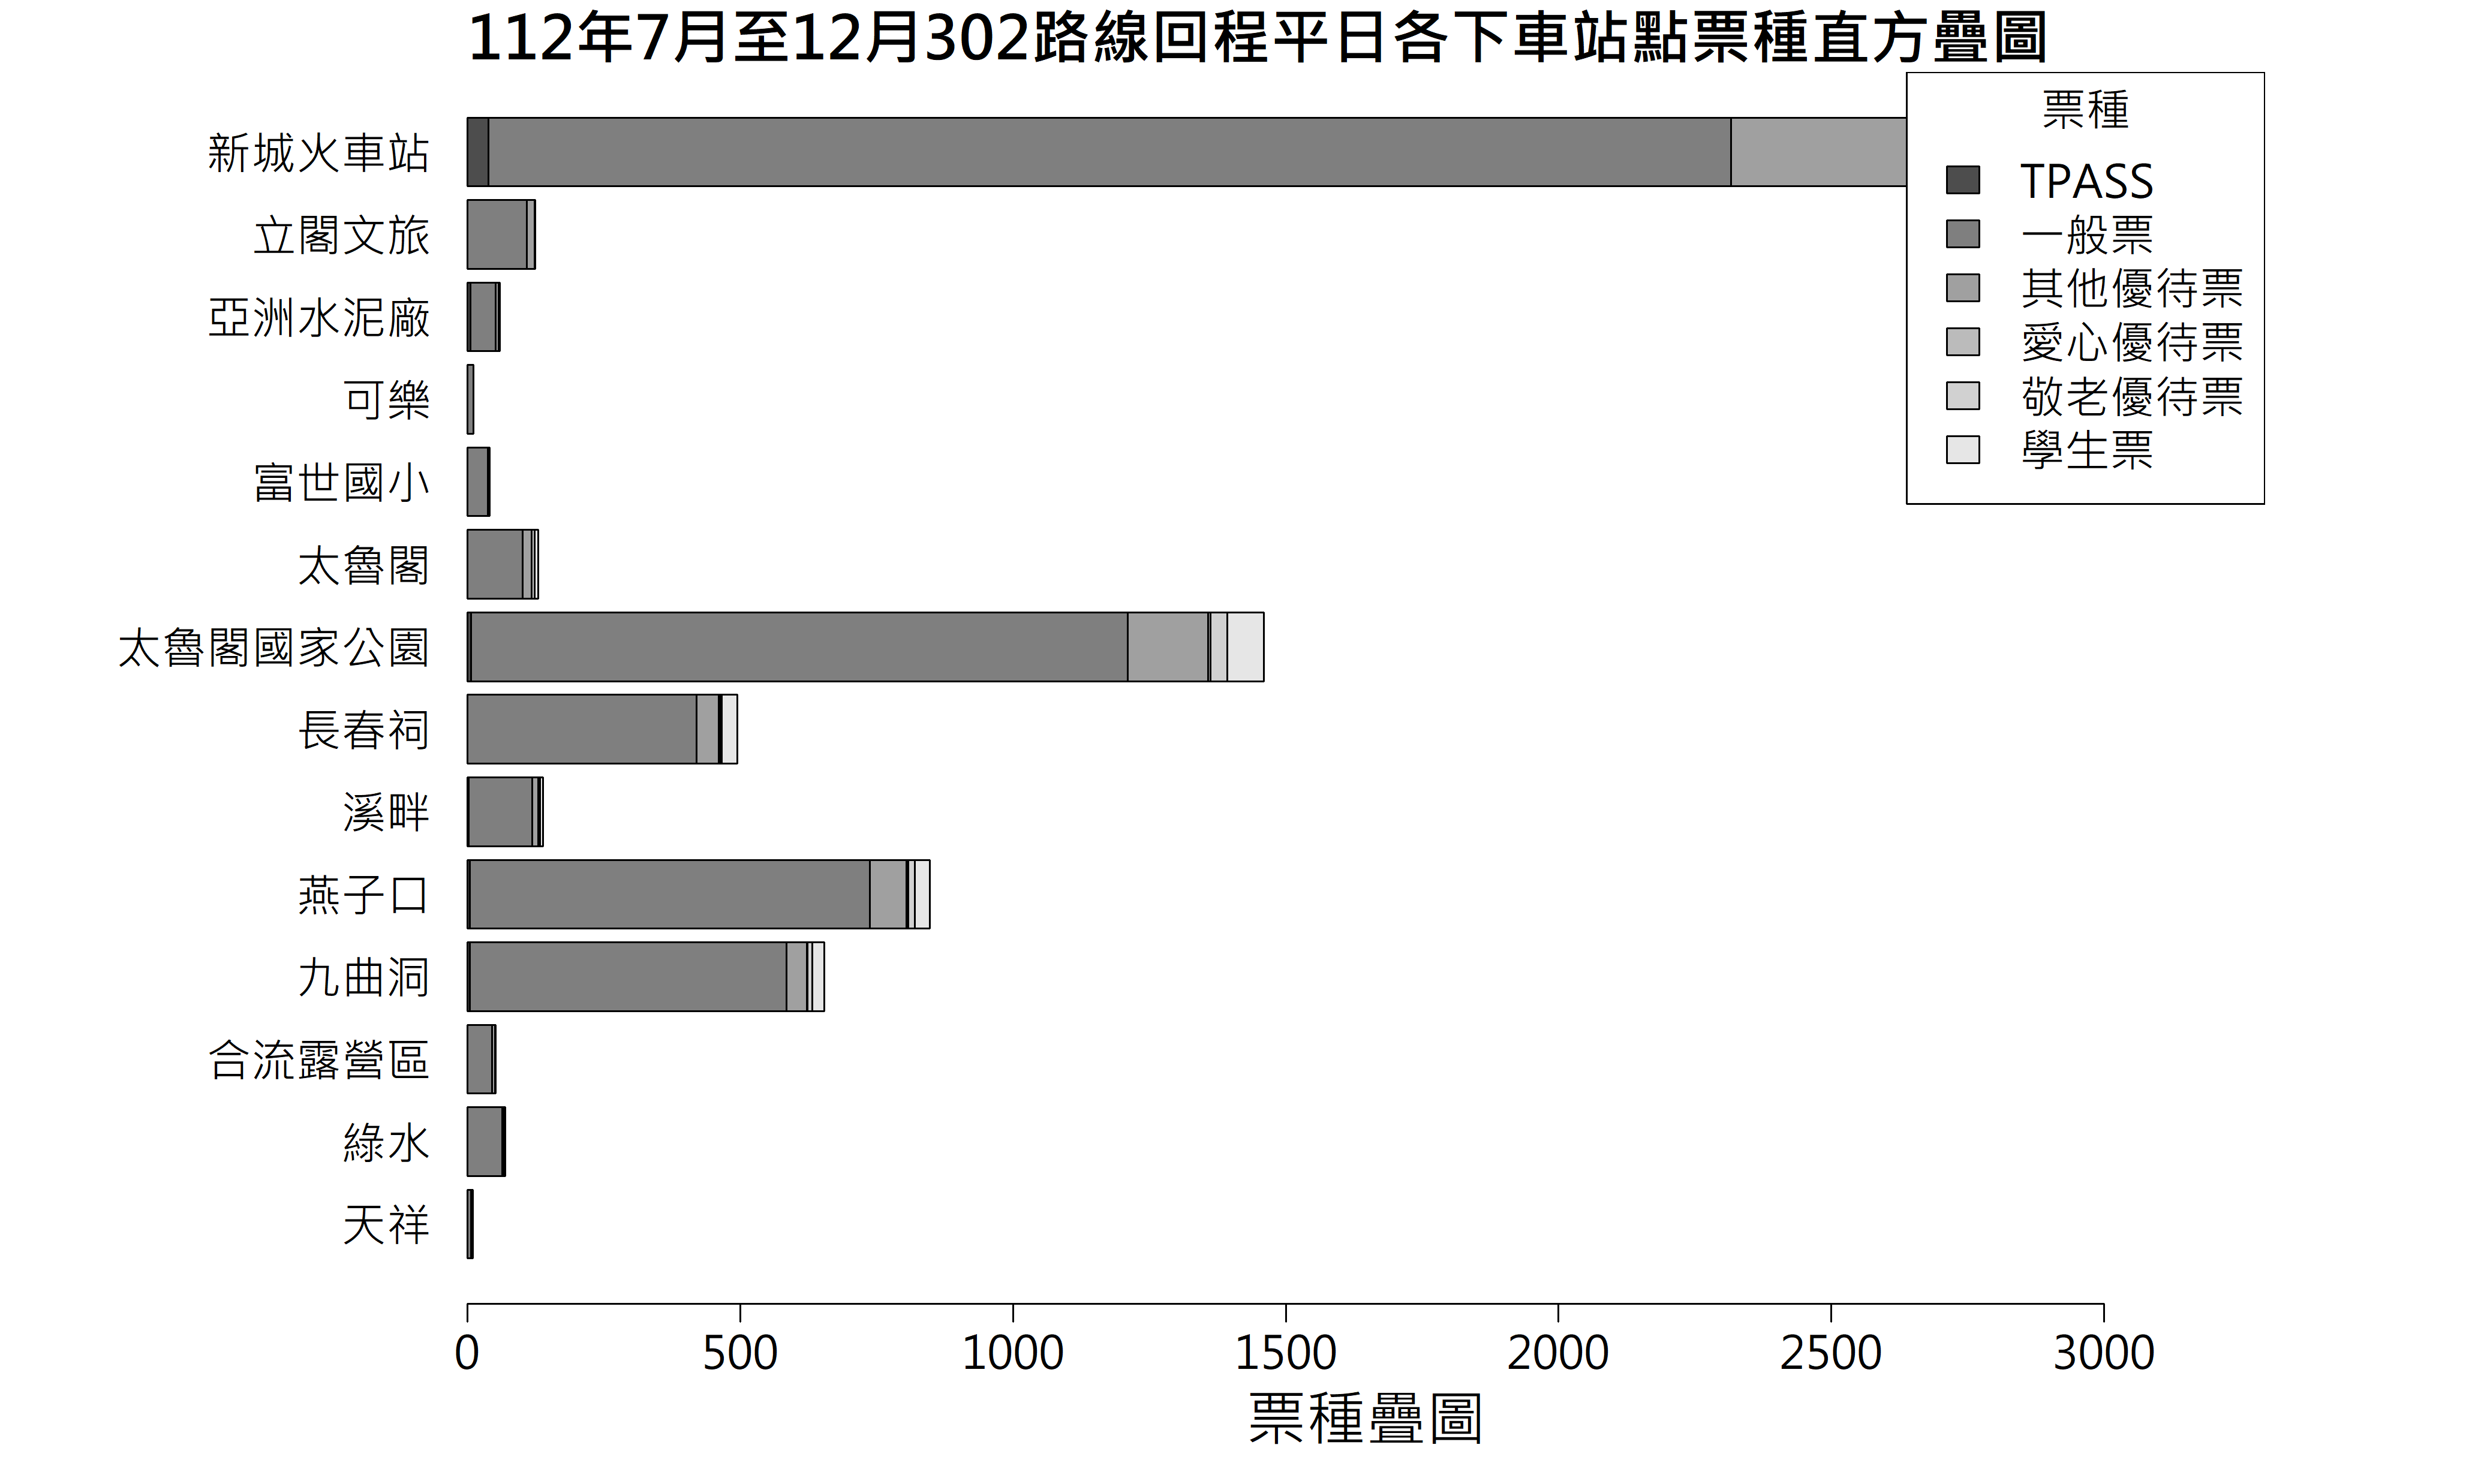 112年7月至12月302路線回程平日各下車站點票種直方疊圖
票種
TPASS
一般票
其他優待票
愛心優待票
敬老優待票
學生票
新城火車站
立閣文旅
亞洲水泥廠
可樂
富世國小
太魯閣
太魯閣國家公園
長春祠
溪畔
燕子口
九曲洞
合流露營區
綠水
天祥
0 500 1000 1500 2000 2500 3000
票種疊圖